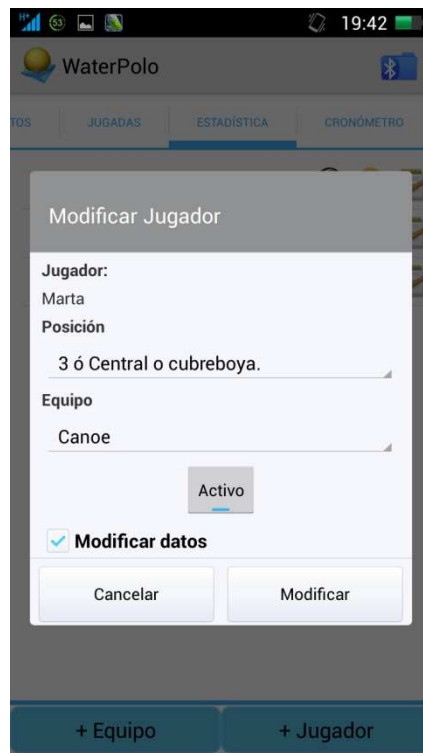 H+ 53 19:42
WaterPolo
TOS JUGADAS ESTADÍSTICA CRONÓMETRO
Modificar Jugador
Jugador:
Marta
Posición
3 ó Central o cubreboya.
Equipo
Canoe
Activo
Modificar datos
Cancelar Modificar
+ Equipo + Jugador